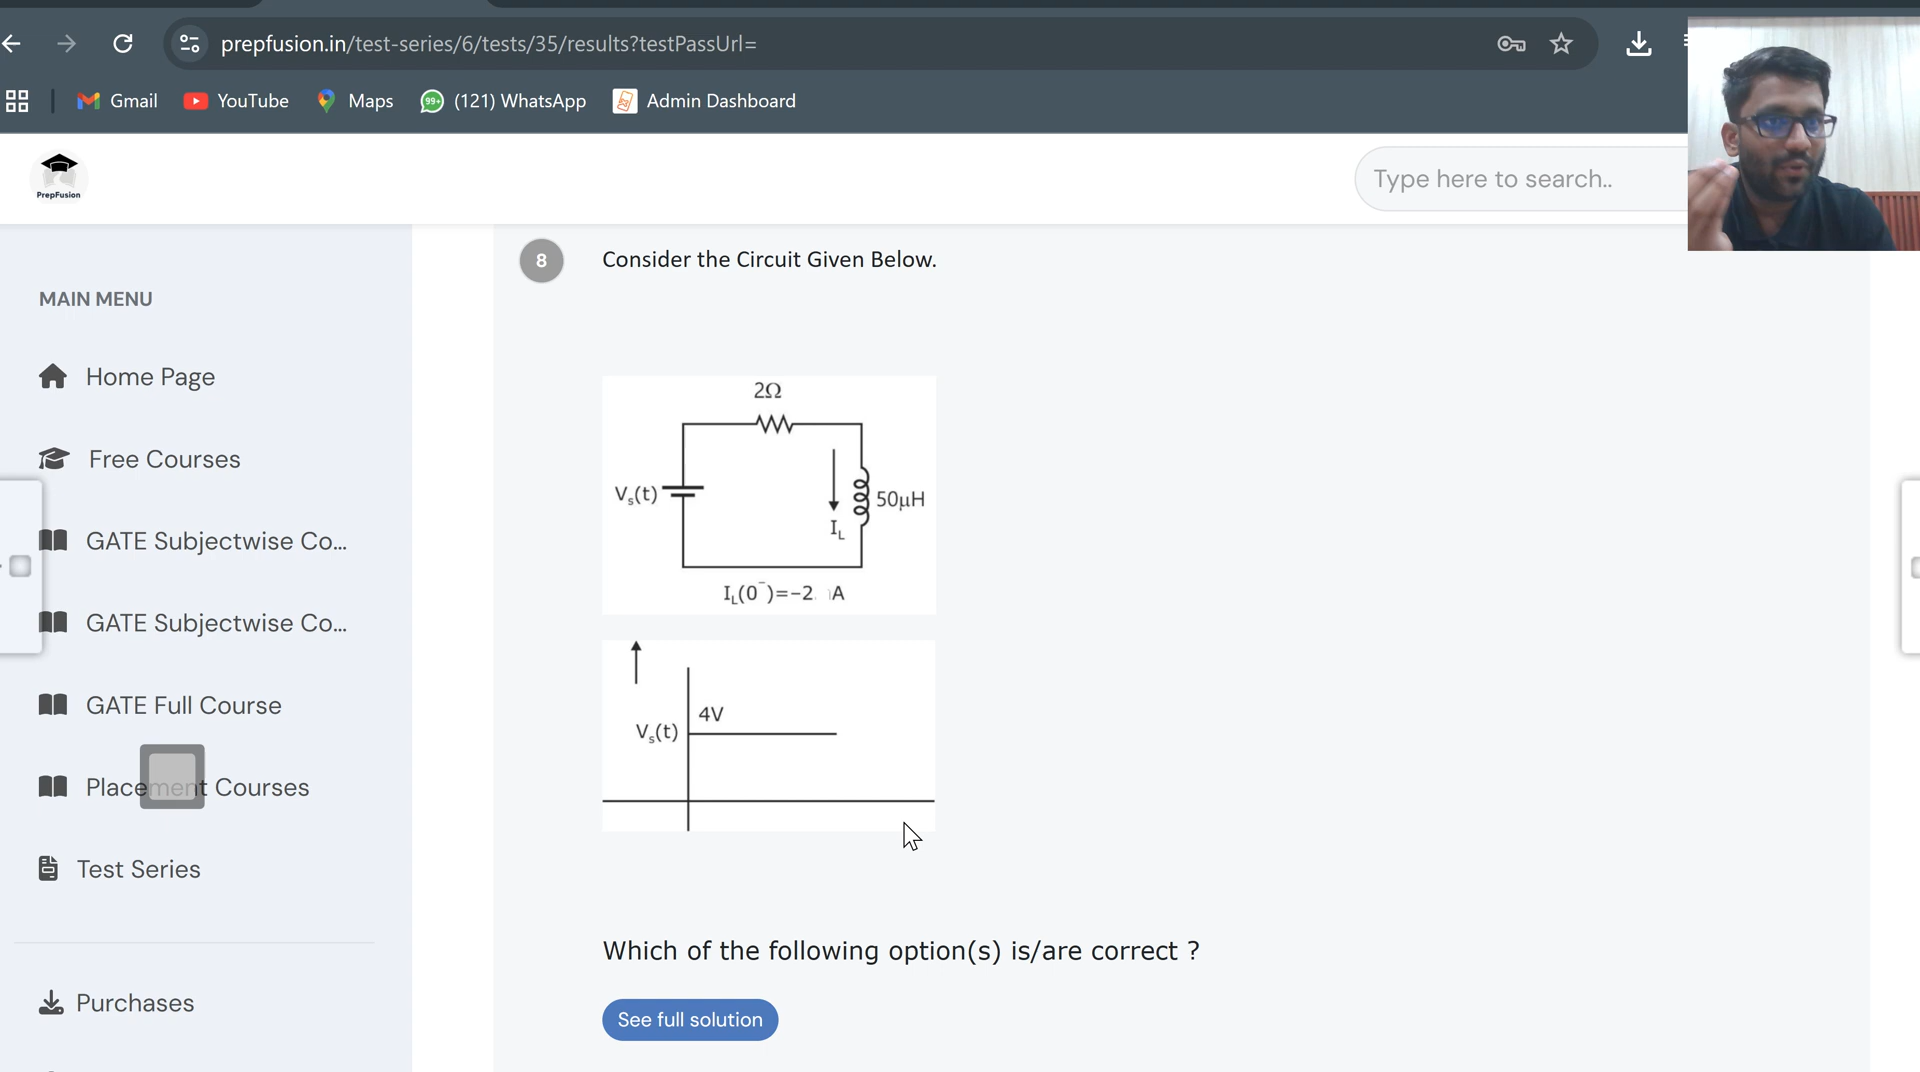 prepfusion.in/test-series/6/tests/35/results?testPassUrl=
Gmail
YouTube
Maps
99+
(121) WhatsApp
Admin Dashboard
PrepFusion
Type here to search..
MAIN MENU
Home Page
Free Courses
GATE Subjectwise Co...
GATE Subjectwise Co...
GATE Full Course
Placement Courses
Test Series
Purchases
8
Consider the Circuit Given Below.
2Ω
Vs(t)
50μH
IL
IL(0⁻)=−2 A
4V
Vs(t)
Which of the following option(s) is/are correct ?
See full solution